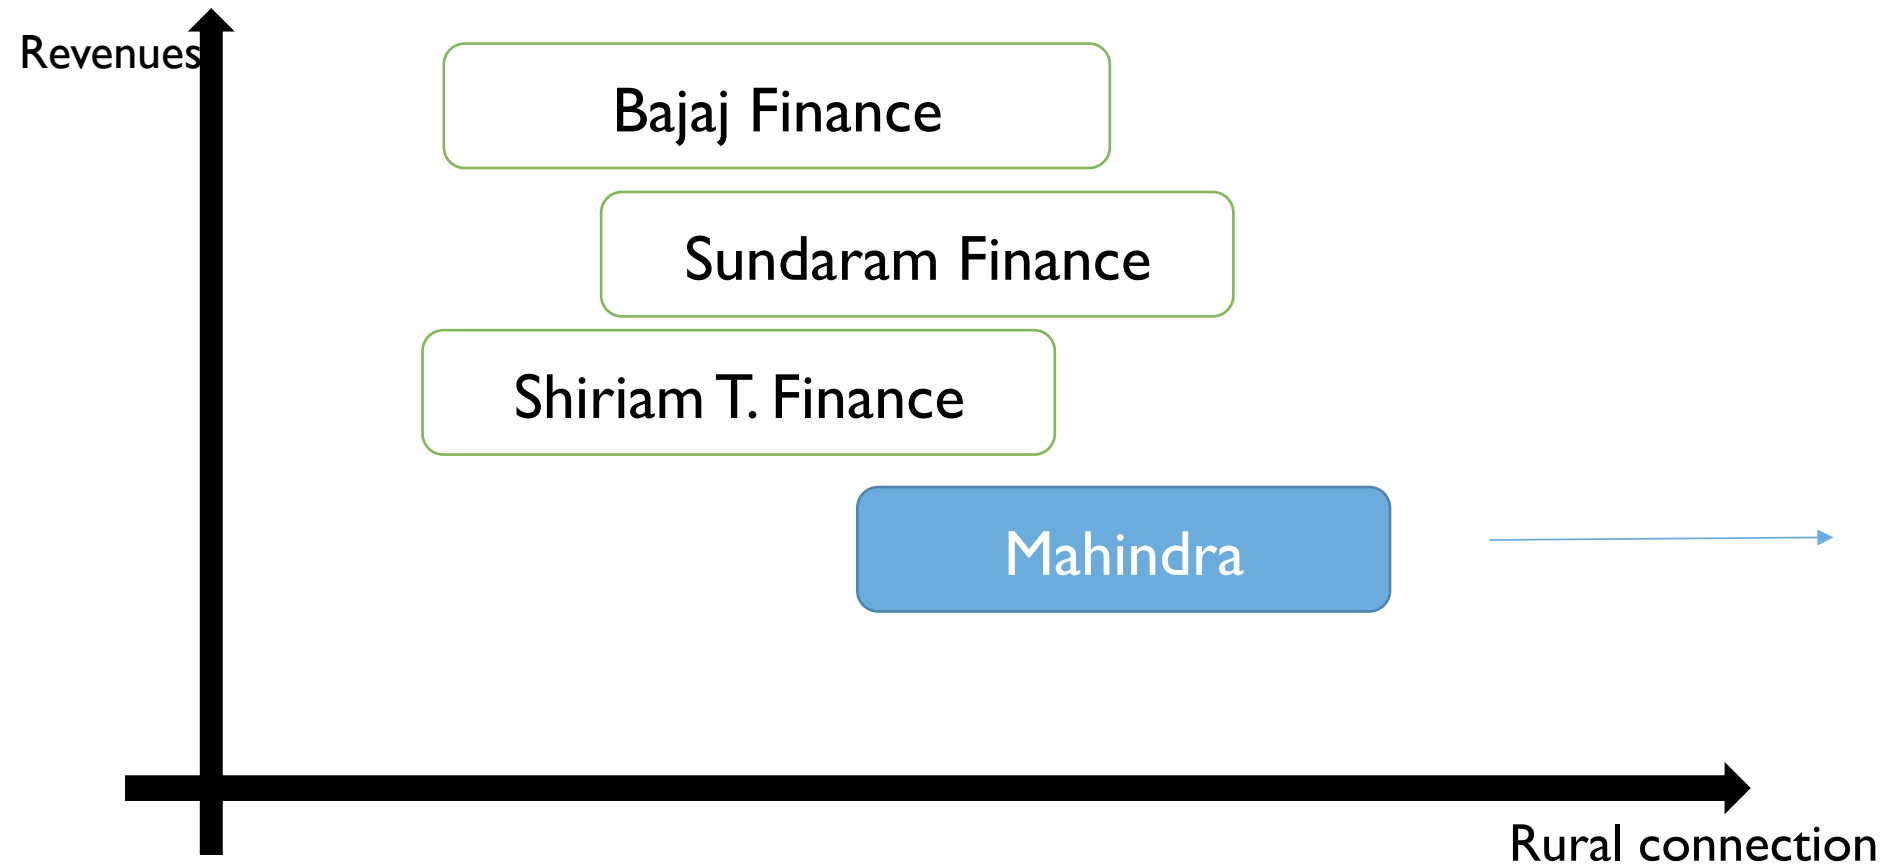 Revenues
Bajaj Finance
Sundaram Finance
Shiriam T. Finance
Mahindra
Rural connection